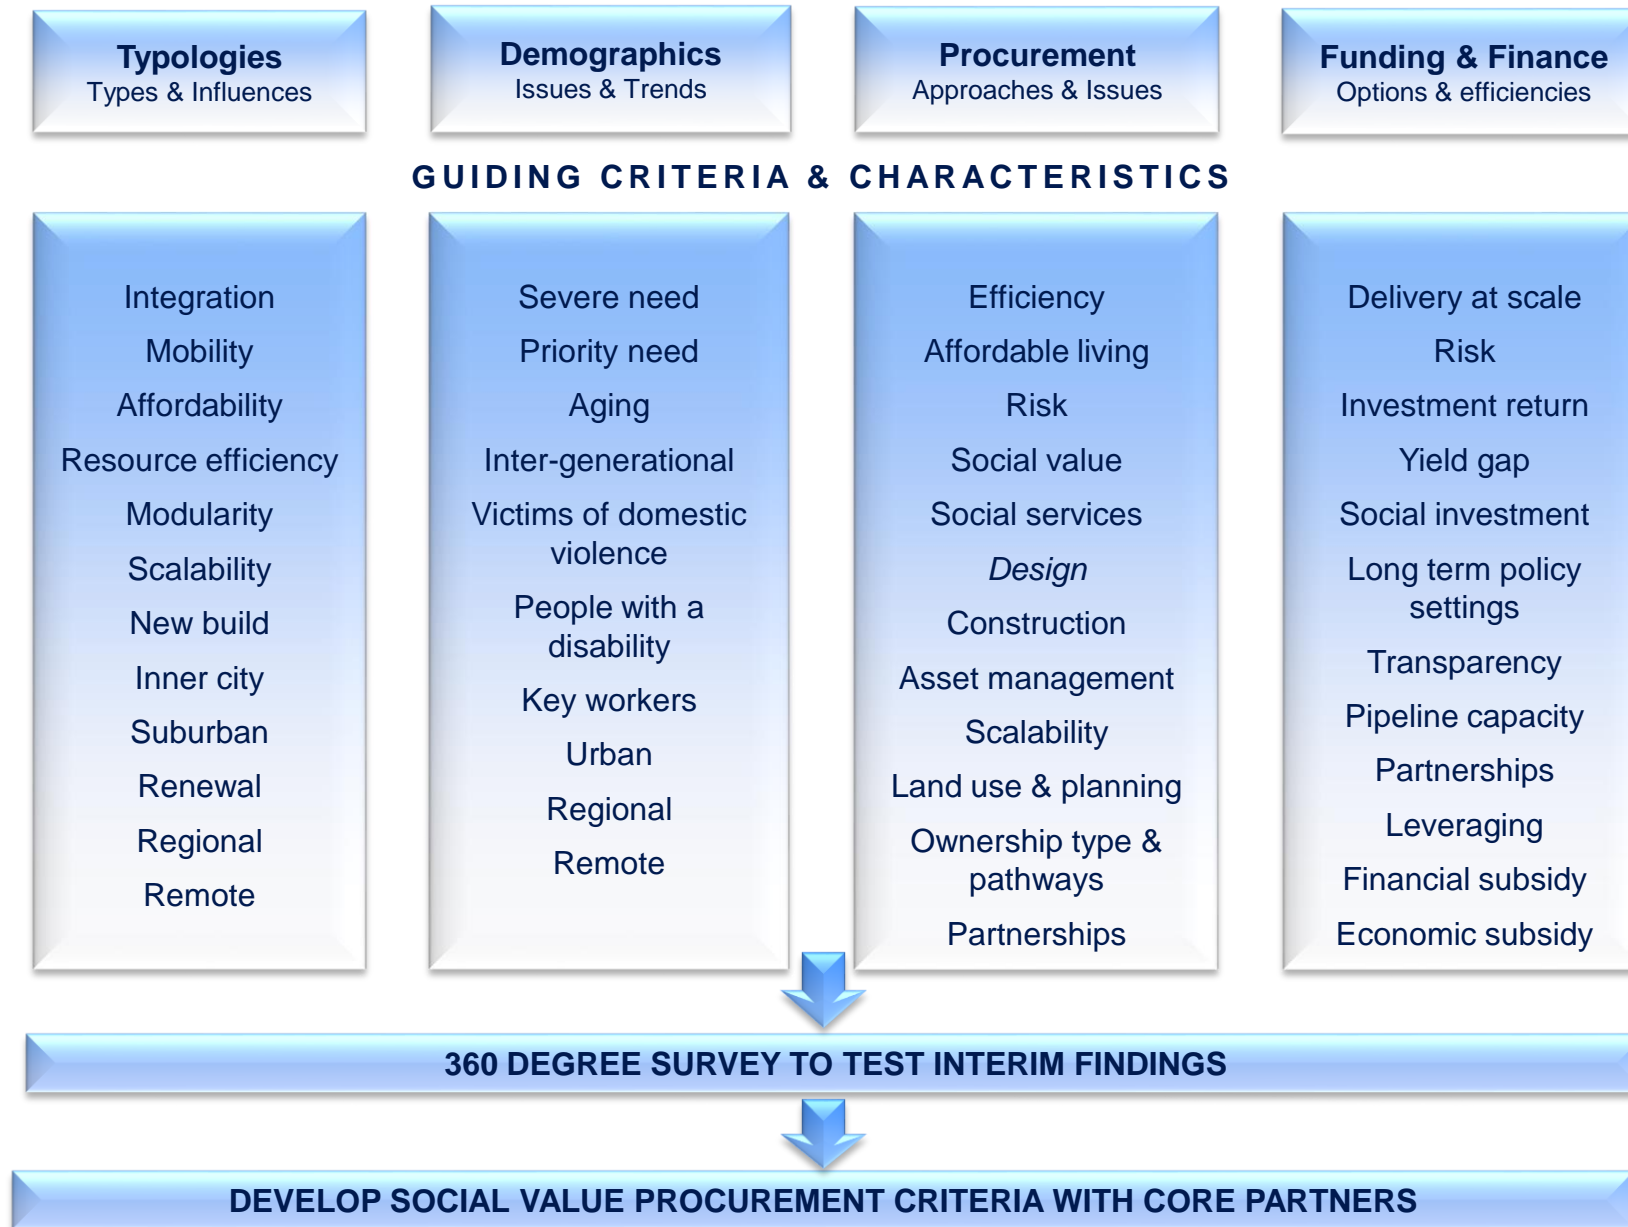 Typologies
Types & Influences
Demographics
Issues & Trends
Procurement
Approaches & Issues
Funding & Finance
Options & efficiencies
GUIDING CRITERIA & CHARACTERISTICS
Integration
Mobility
Affordability
Resource efficiency
Modularity
Scalability
New build
Inner city
Suburban
Renewal
Regional
Remote
Severe need
Priority need
Aging
Inter-generational
Victims of domestic
violence
People with a
disability
Key workers
Urban
Regional
Remote
Efficiency
Affordable living
Risk
Social value
Social services
Design
Construction
Asset management
Scalability
Land use & planning
Ownership type &
pathways
Partnerships
Delivery at scale
Risk
Investment return
Yield gap
Social investment
Long term policy
settings
Transparency
Pipeline capacity
Partnerships
Leveraging
Financial subsidy
Economic subsidy
360 DEGREE SURVEY TO TEST INTERIM FINDINGS
DEVELOP SOCIAL VALUE PROCUREMENT CRITERIA WITH CORE PARTNERS